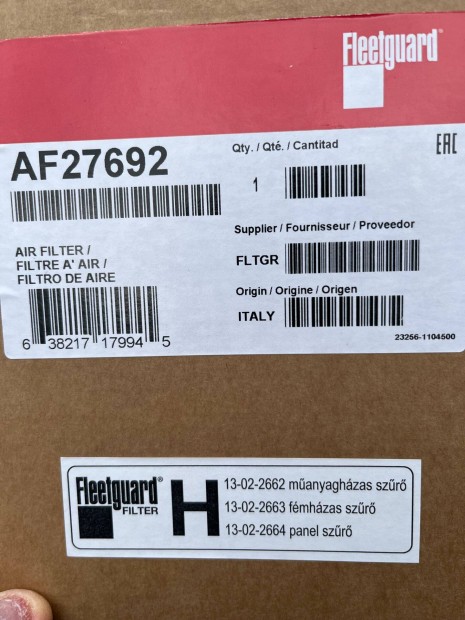 Fleetguard®
AF27692
Qty. / Qté. / Cantitad
EAC
1
Supplier / Fournisseur / Proveedor
AIR FILTER /
FILTRE A' AIR /
FILTRO DE AIRE
FLTGR
Origin / Origine / Origen
ITALY
6 38217 17994 5
23256-1104500
Fleetguard®
FILTER
H
13-02-2662 műanyagházas szűrő
13-02-2663 fémházas szűrő
13-02-2664 panel szűrő